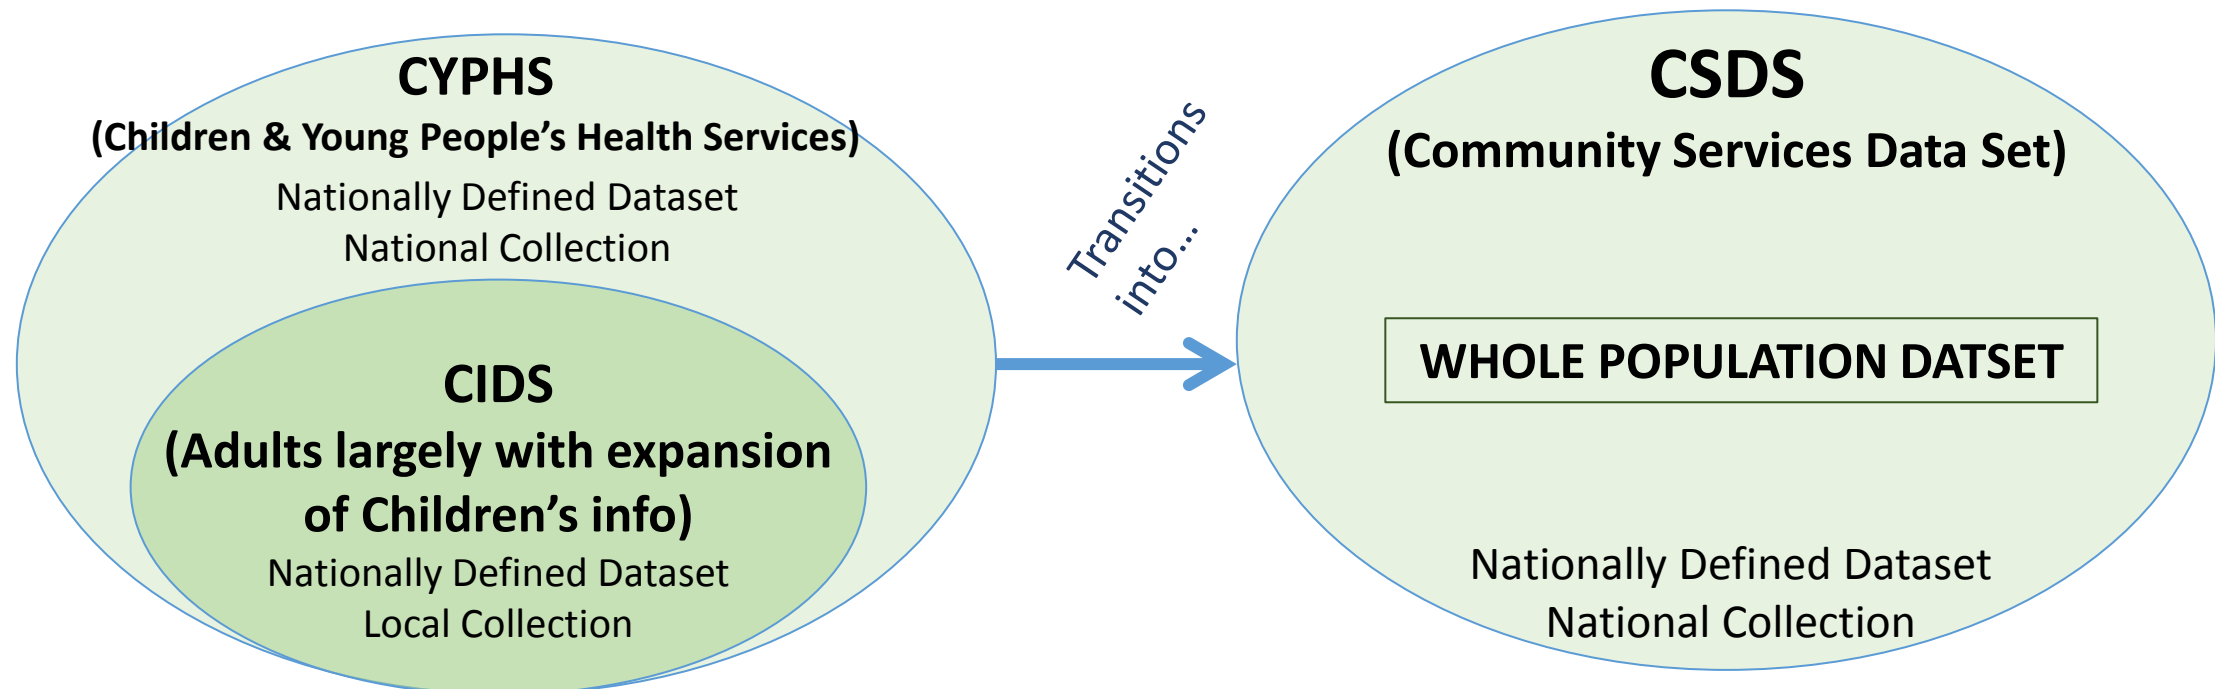 CYPHS
(Children & Young People’s Health Services)
Nationally Defined Dataset
National Collection
CIDS
(Adults largely with expansion
of Children’s info)
Nationally Defined Dataset
Local Collection
Transitions
into...
CSDS
(Community Services Data Set)
WHOLE POPULATION DATSET
Nationally Defined Dataset
National Collection